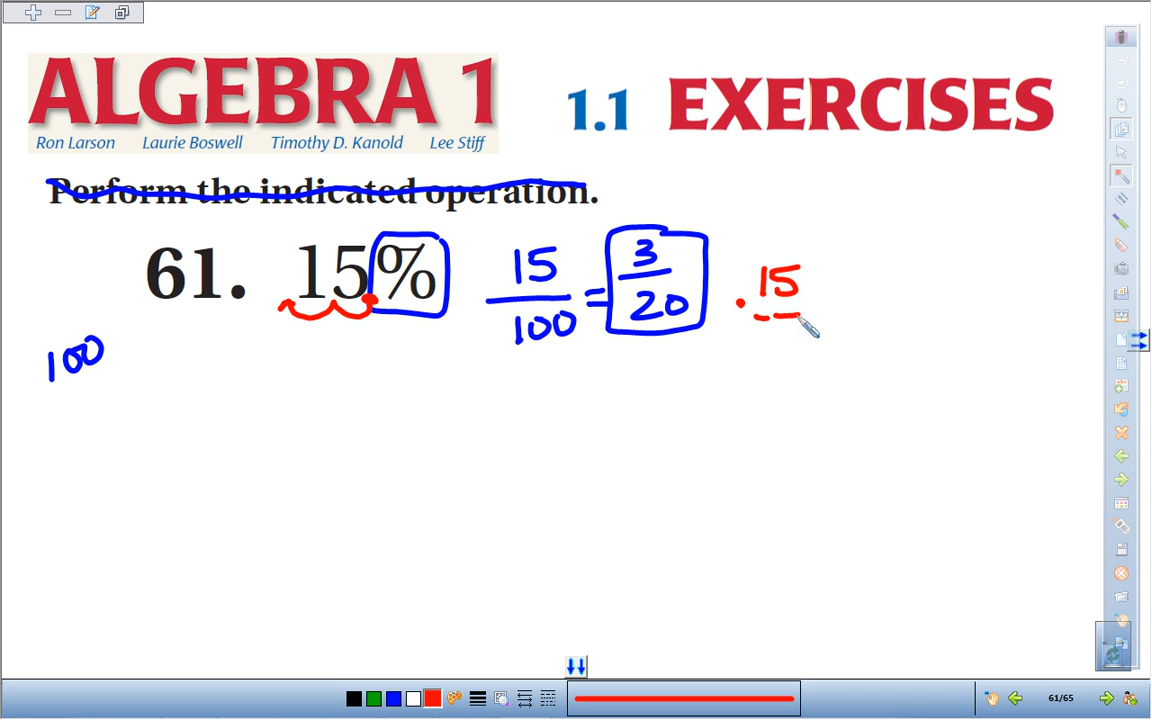 ALGEBRA 1
Ron Larson Laurie Boswell Timothy D. Kanold Lee Stiff
1.1 EXERCISES
Perform the indicated operation.
61. 15% 15/100 = 3/20 .15
100
61/65